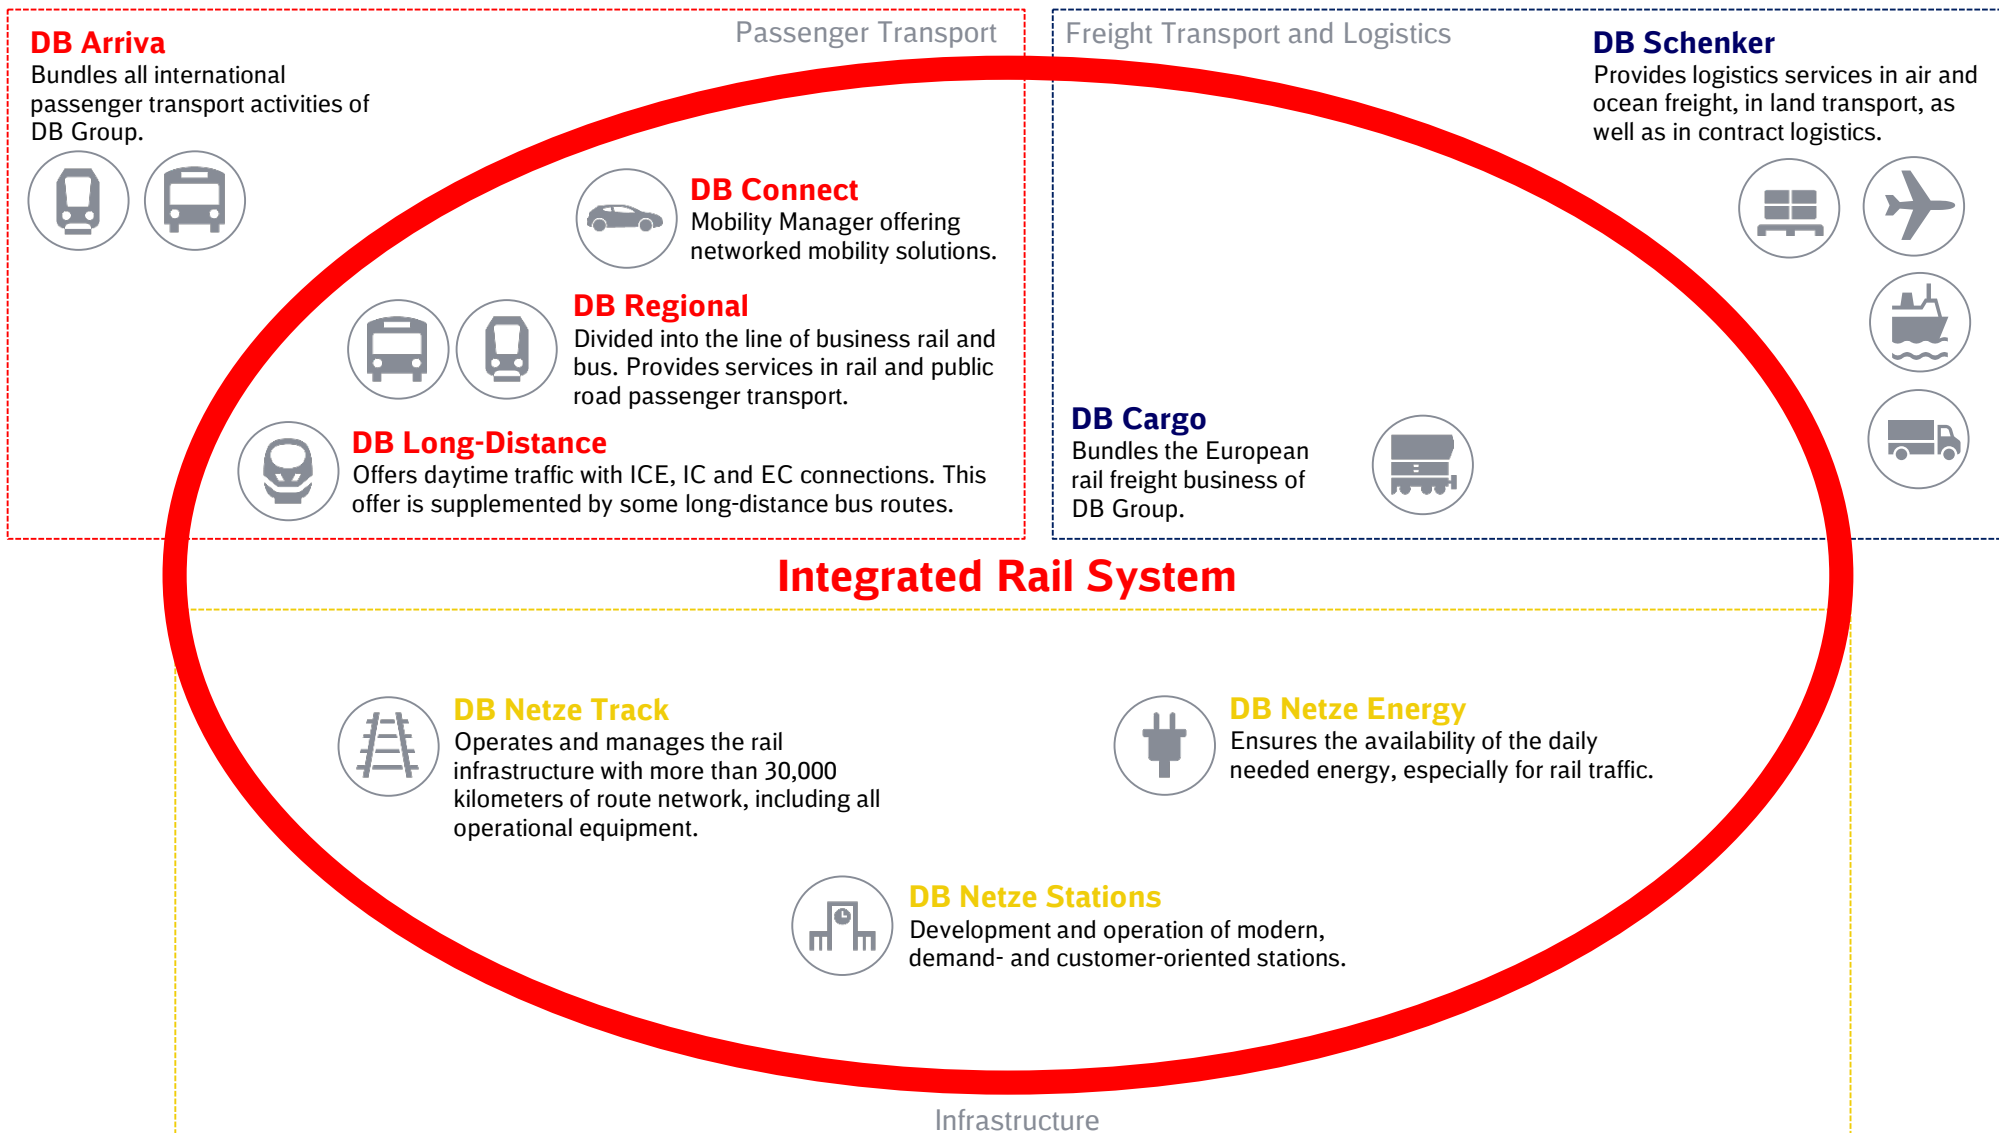 Passenger Transport
DB Arriva
Bundles all international
passenger transport activities of
DB Group.
DB Connect
Mobility Manager offering
networked mobility solutions.
DB Regional
Divided into the line of business rail and
bus. Provides services in rail and public
road passenger transport.
DB Long-Distance
Offers daytime traffic with ICE, IC and EC connections. This
offer is supplemented by some long-distance bus routes.
Freight Transport and Logistics
DB Schenker
Provides logistics services in air and
ocean freight, in land transport, as
well as in contract logistics.
DB Cargo
Bundles the European
rail freight business of
DB Group.
Integrated Rail System
DB Netze Track
Operates and manages the rail
infrastructure with more than 30,000
kilometers of route network, including all
operational equipment.
DB Netze Energy
Ensures the availability of the daily
needed energy, especially for rail traffic.
DB Netze Stations
Development and operation of modern,
demand- and customer-oriented stations.
Infrastructure